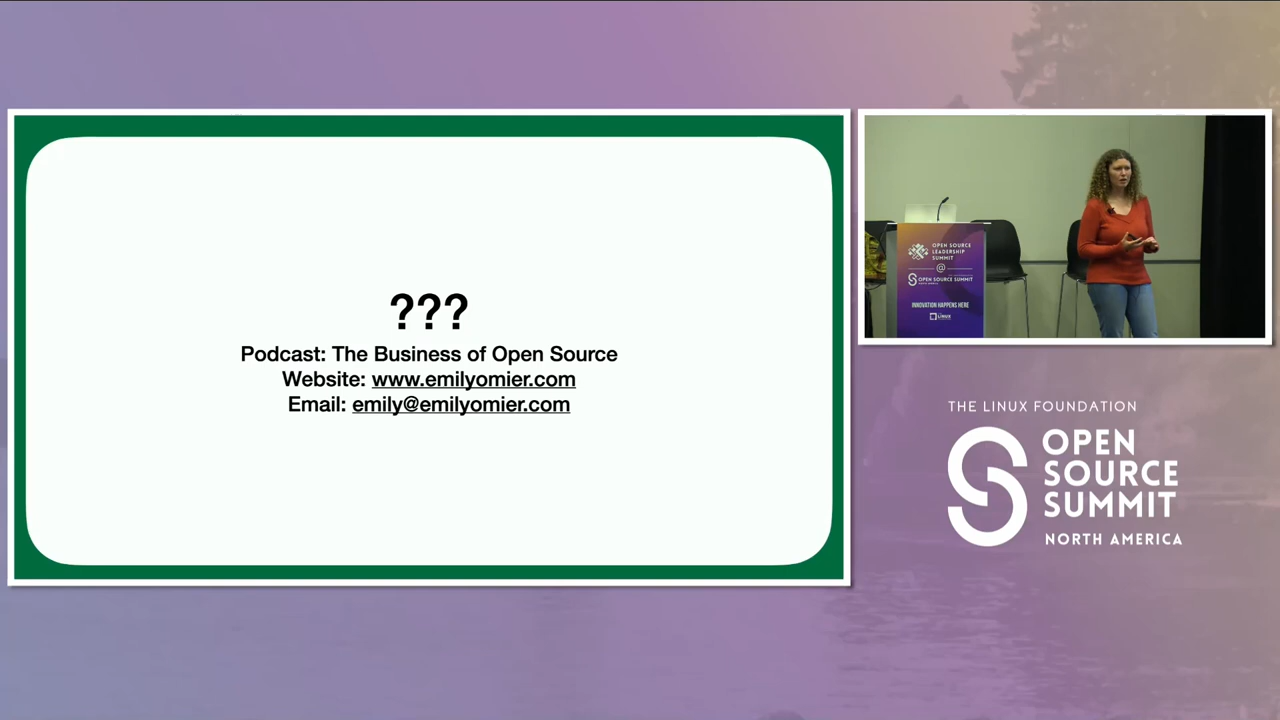 ???
Podcast: The Business of Open Source
Website: www.emilyomier.com
Email: emily@emilyomier.com
OPEN SOURCE
LEADERSHIP
SUMMIT
@
OPEN SOURCE SUMMIT
INNOVATION HAPPENS HERE
LINUX
THE LINUX FOUNDATION
OPEN
SOURCE
SUMMIT
NORTH AMERICA